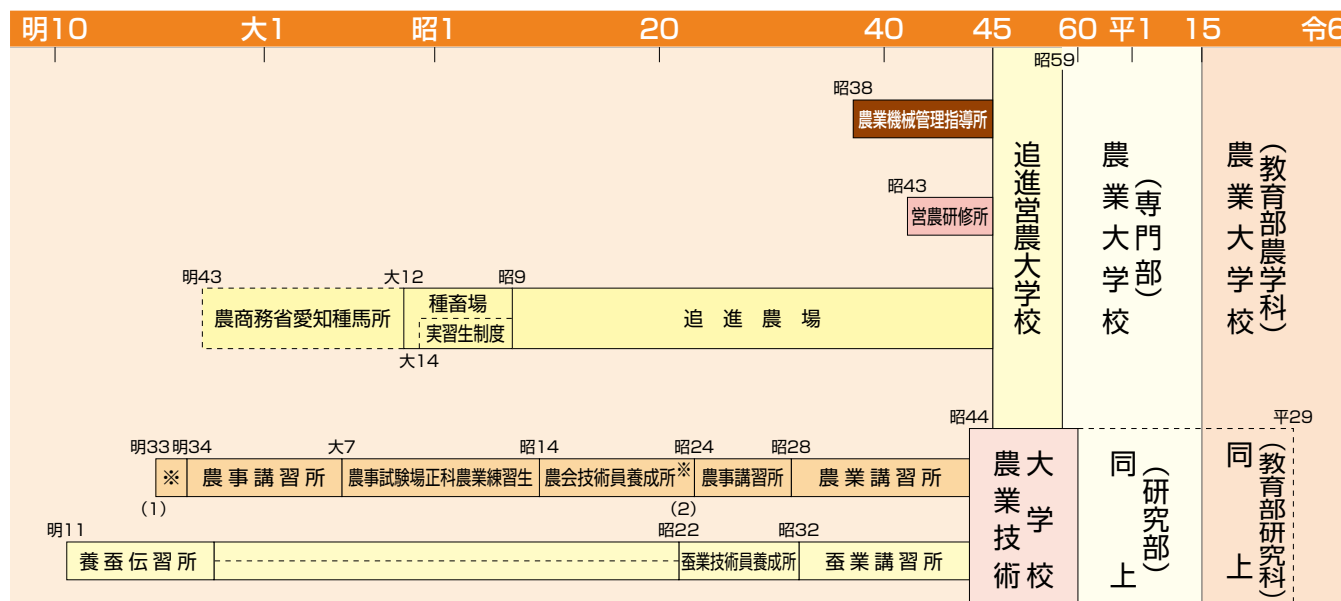 明10 大1 昭1 20 40 45 60 平1 15 令6
昭59
昭38
農業機械管理指導所
昭43
営農研修所
明43 大12 昭9
農商務省愛知種馬所
種畜場
実習生制度
追進農場
大14
追進営農大学校
農業大学校
(専門部)
農業大学校
(教育部農学科)
昭44 平29
明33 明34 大7 昭14 昭24 昭28
※
農事講習所
農事試験場正科農業練習生
農会技術員養成所※
農事講習所
農業講習所
(1) (2)
明11 昭22 昭32
養蚕伝習所
蚕業技術員養成所
蚕業講習所
農業技術
大学校
同上
(研究部)
同上
(教育部研究科)